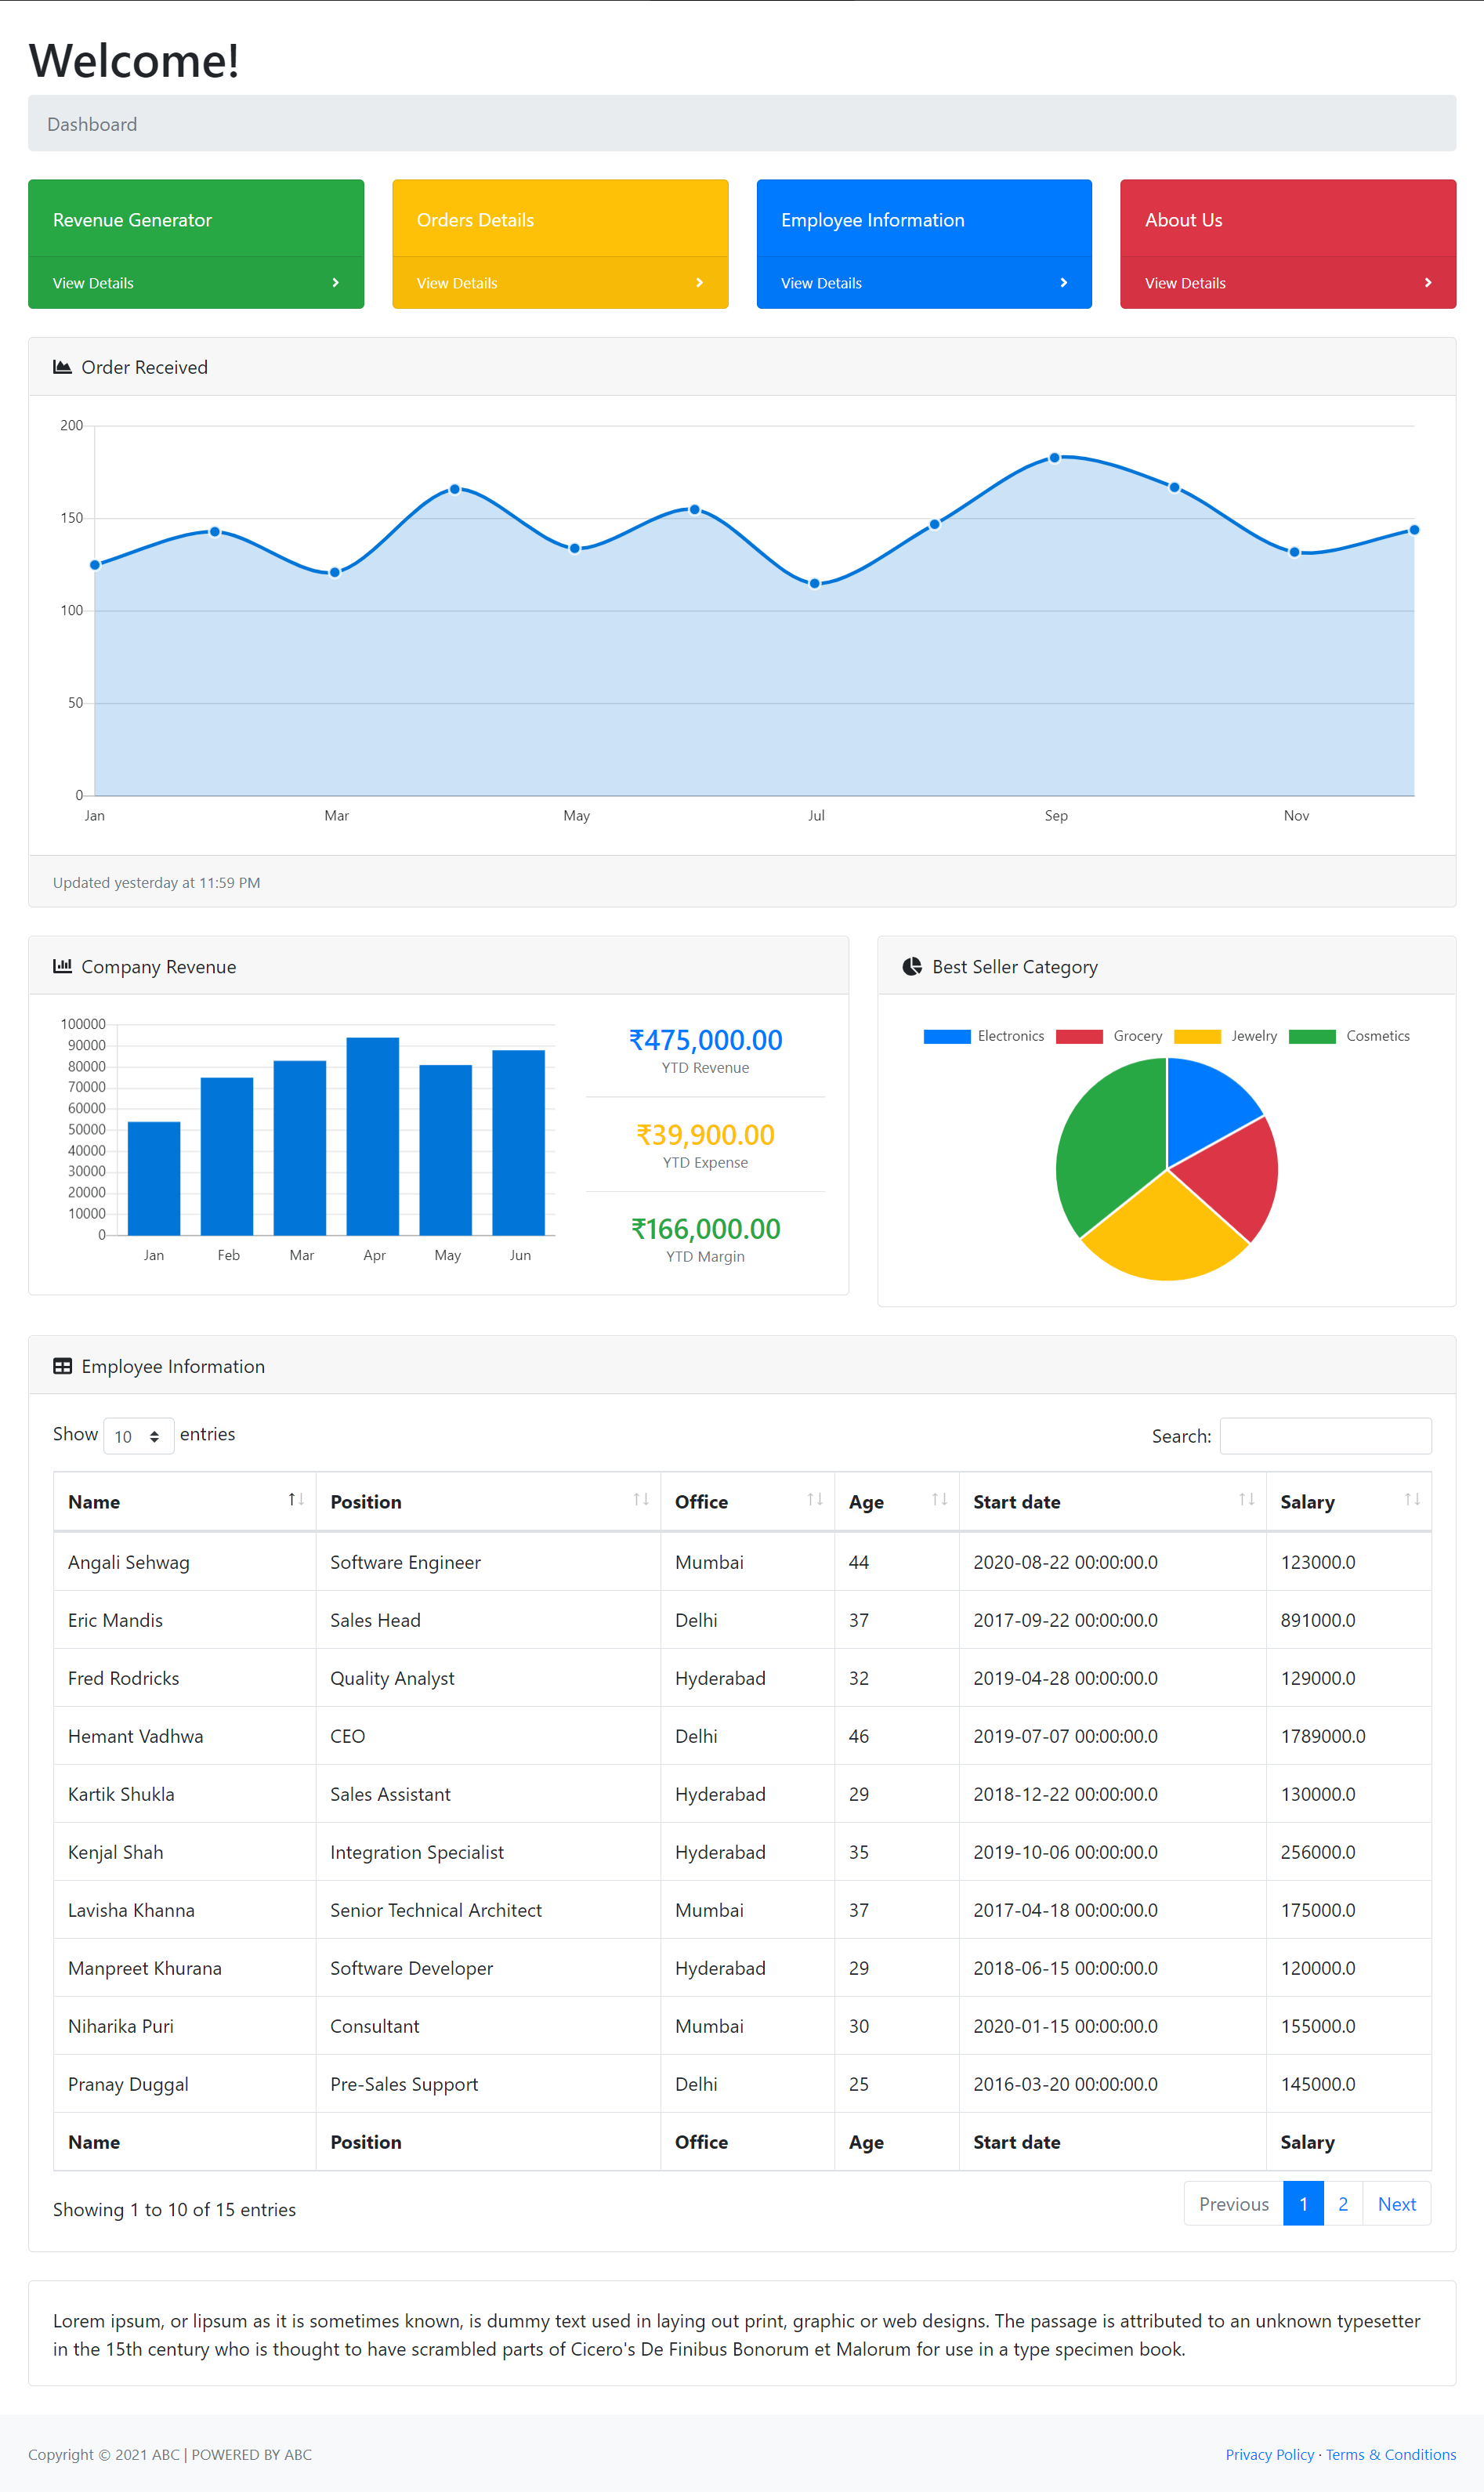 Welcome!
Dashboard
Revenue Generator
View Details
Orders Details
View Details
Employee Information
View Details
About Us
View Details
Order Received
200
150
100
50
0
Jan Mar May Jul Sep Nov
Updated yesterday at 11:59 PM
Company Revenue
100000
90000
80000
70000
60000
50000
40000
30000
20000
10000
0
Jan Feb Mar Apr May Jun
₹475,000.00
YTD Revenue
₹39,900.00
YTD Expense
₹166,000.00
YTD Margin
Best Seller Category
Electronics Grocery Jewelry Cosmetics
Employee Information
Show 10 entries Search:
Name Position Office Age Start date Salary
Angali Sehwag Software Engineer Mumbai 44 2020-08-22 00:00:00.0 123000.0
Eric Mandis Sales Head Delhi 37 2017-09-22 00:00:00.0 891000.0
Fred Rodricks Quality Analyst Hyderabad 32 2019-04-28 00:00:00.0 129000.0
Hemant Vadhwa CEO Delhi 46 2019-07-07 00:00:00.0 1789000.0
Kartik Shukla Sales Assistant Hyderabad 29 2018-12-22 00:00:00.0 130000.0
Kenjal Shah Integration Specialist Hyderabad 35 2019-10-06 00:00:00.0 256000.0
Lavisha Khanna Senior Technical Architect Mumbai 37 2017-04-18 00:00:00.0 175000.0
Manpreet Khurana Software Developer Hyderabad 29 2018-06-15 00:00:00.0 120000.0
Niharika Puri Consultant Mumbai 30 2020-01-15 00:00:00.0 155000.0
Pranay Duggal Pre-Sales Support Delhi 25 2016-03-20 00:00:00.0 145000.0
Name Position Office Age Start date Salary
Showing 1 to 10 of 15 entries Previous 1 2 Next
Lorem ipsum, or lipsum as it is sometimes known, is dummy text used in laying out print, graphic or web designs. The passage is attributed to an unknown typesetter
in the 15th century who is thought to have scrambled parts of Cicero's De Finibus Bonorum et Malorum for use in a type specimen book.
Copyright © 2021 ABC | POWERED BY ABC Privacy Policy · Terms & Conditions